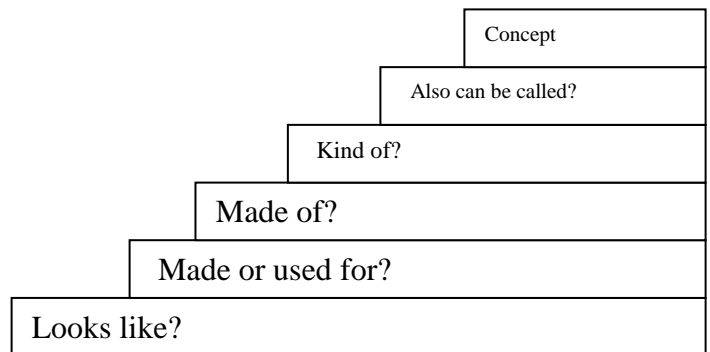 Concept
Also can be called?
Kind of?
Made of?
Made or used for?
Looks like?